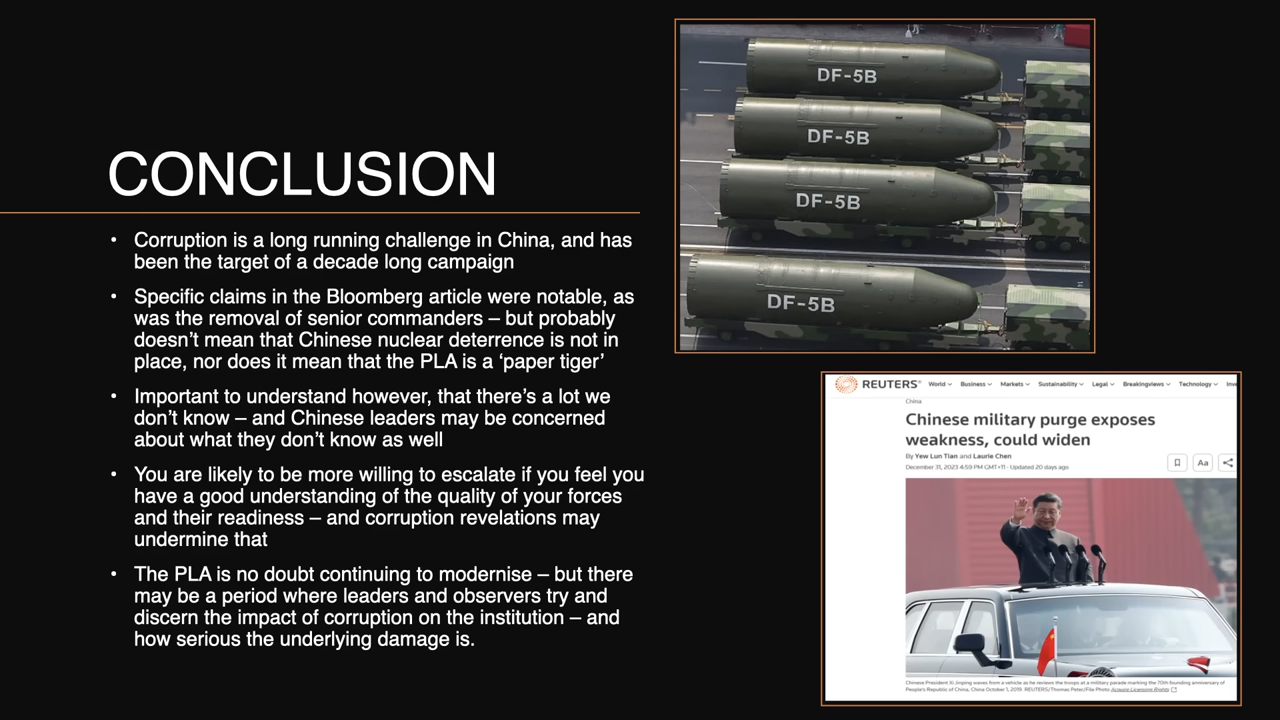 CONCLUSION
• Corruption is a long running challenge in China, and has
been the target of a decade long campaign
• Specific claims in the Bloomberg article were notable, as
was the removal of senior commanders – but probably
doesn’t mean that Chinese nuclear deterrence is not in
place, nor does it mean that the PLA is a ‘paper tiger’
• Important to understand however, that there’s a lot we
don’t know – and Chinese leaders may be concerned
about what they don’t know as well
• You are likely to be more willing to escalate if you feel you
have a good understanding of the quality of your forces
and their readiness – and corruption revelations may
undermine that
• The PLA is no doubt continuing to modernise – but there
may be a period where leaders and observers try and
discern the impact of corruption on the institution – and
how serious the underlying damage is.
DF-5B
DF-5B
DF-5B
DF-5B
REUTERS® World Business Markets Sustainability Legal Breakingviews Technology Inve
China
Chinese military purge exposes
weakness, could widen
By Yew Lun Tian and Laurie Chen
December 31, 2023 4:59 PM GMT+11 · Updated 20 days ago
Aa
Chinese President Xi Jinping waves from a vehicle as he reviews the troops at a military parade marking the 70th founding anniversary of
People's Republic of China, China October 1, 2019. REUTERS/Thomas Peter/File Photo Acquire Licensing Rights